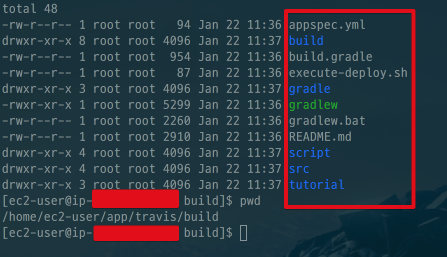 total 48
-rw-r--r-- 1 root root   94 Jan 22 11:36 appspec.yml
drwxr-xr-x 8 root root 4096 Jan 22 11:37 build
-rw-r--r-- 1 root root  954 Jan 22 11:36 build.gradle
-rw-r--r-- 1 root root   87 Jan 22 11:36 execute-deploy.sh
drwxr-xr-x 3 root root 4096 Jan 22 11:37 gradle
-rwxr-xr-x 1 root root 5299 Jan 22 11:36 gradlew
-rw-r--r-- 1 root root 2260 Jan 22 11:36 gradlew.bat
-rw-r--r-- 1 root root 2910 Jan 22 11:36 README.md
drwxr-xr-x 4 root root 4096 Jan 22 11:37 script
drwxr-xr-x 4 root root 4096 Jan 22 11:37 src
drwxr-xr-x 3 root root 4096 Jan 22 11:37 tutorial
[ec2-user@ip- build]$ pwd
/home/ec2-user/app/travis/build
[ec2-user@ip- build]$